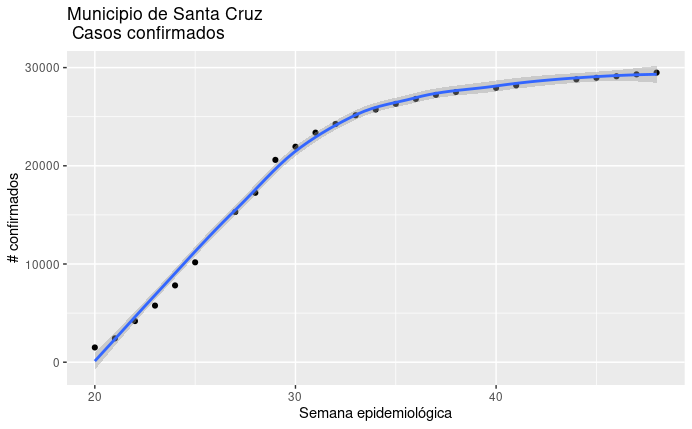 Municipio de Santa Cruz
Casos confirmados
30000
20000
10000
0
# confirmados
20 30 40
Semana epidemiológica